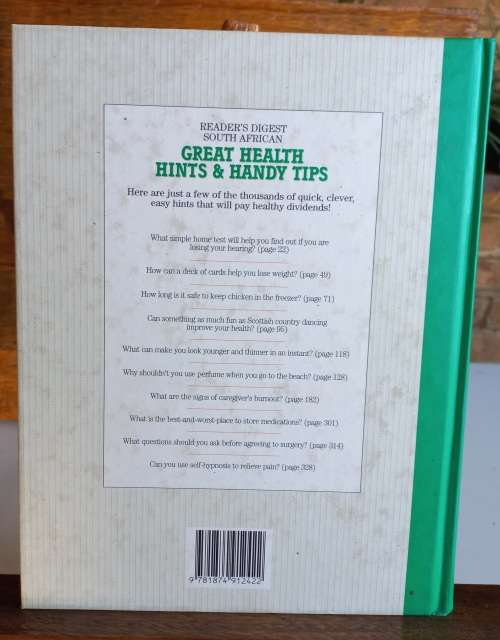 READER'S DIGEST
SOUTH AFRICAN
GREAT HEALTH
HINTS & HANDY TIPS
Here are just a few of the thousands of quick, clever,
easy hints that will pay healthy dividends!
What simple home test will help you find out if you are
losing your hearing? (page 22)
How can a deck of cards help you lose weight? (page 49)
How long is it safe to keep chicken in the freezer? (page 71)
Can something as much fun as Scottish country dancing
improve your health? (page 95)
What can make you look younger and thinner in an instant? (page 118)
Why shouldn't you use perfume when you go to the beach? (page 128)
What are the signs of caregiver's burnout? (page 182)
What is the best-and-worst-place to store medications? (page 301)
What questions should you ask before agreeing to surgery? (page 314)
Can you use self-hypnosis to relieve pain? (page 328)
9 781874 912422